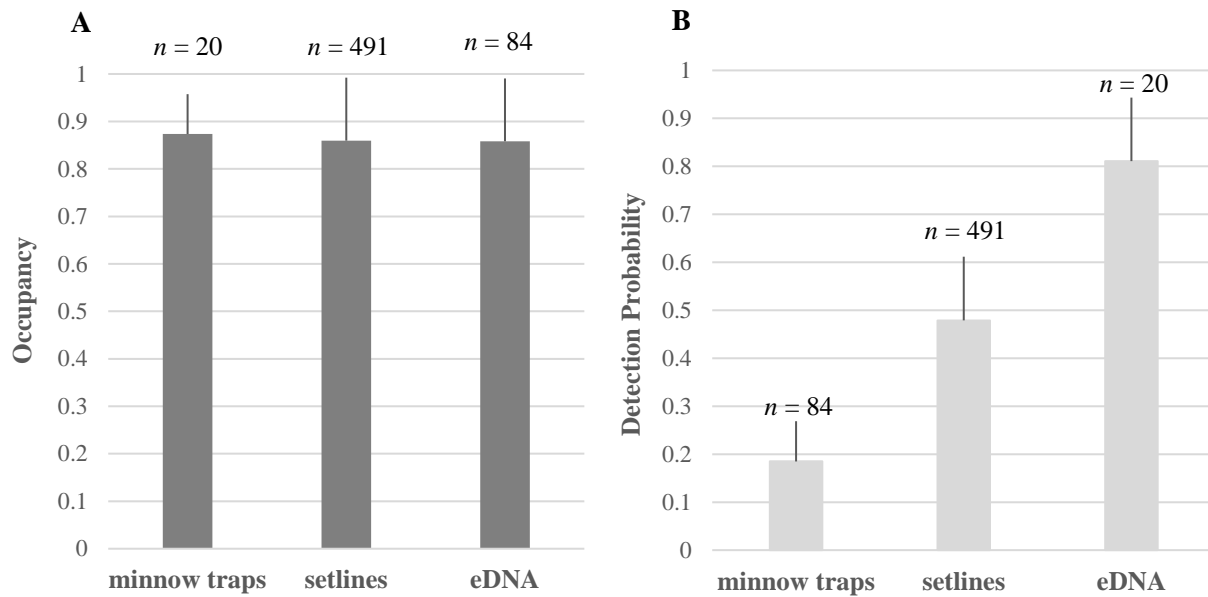 A
n = 20
n = 491
n = 84
1
0.9
0.8
0.7
0.6
0.5
0.4
0.3
0.2
0.1
0
Occupancy
minnow traps
setlines
eDNA
B
n = 20
n = 491
n = 84
1
0.9
0.8
0.7
0.6
0.5
0.4
0.3
0.2
0.1
0
Detection Probability
minnow traps
setlines
eDNA